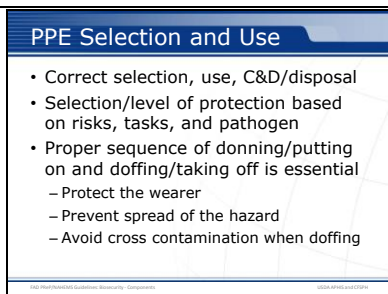 PPE Selection and Use
• Correct selection, use, C&D/disposal
• Selection/level of protection based
on risks, tasks, and pathogen
• Proper sequence of donning/putting
on and doffing/taking off is essential
– Protect the wearer
– Prevent spread of the hazard
– Avoid cross contamination when doffing
FAD PReP/NAHEMS Guidelines: Biosecurity - Components
USDA APHIS and CFSPH